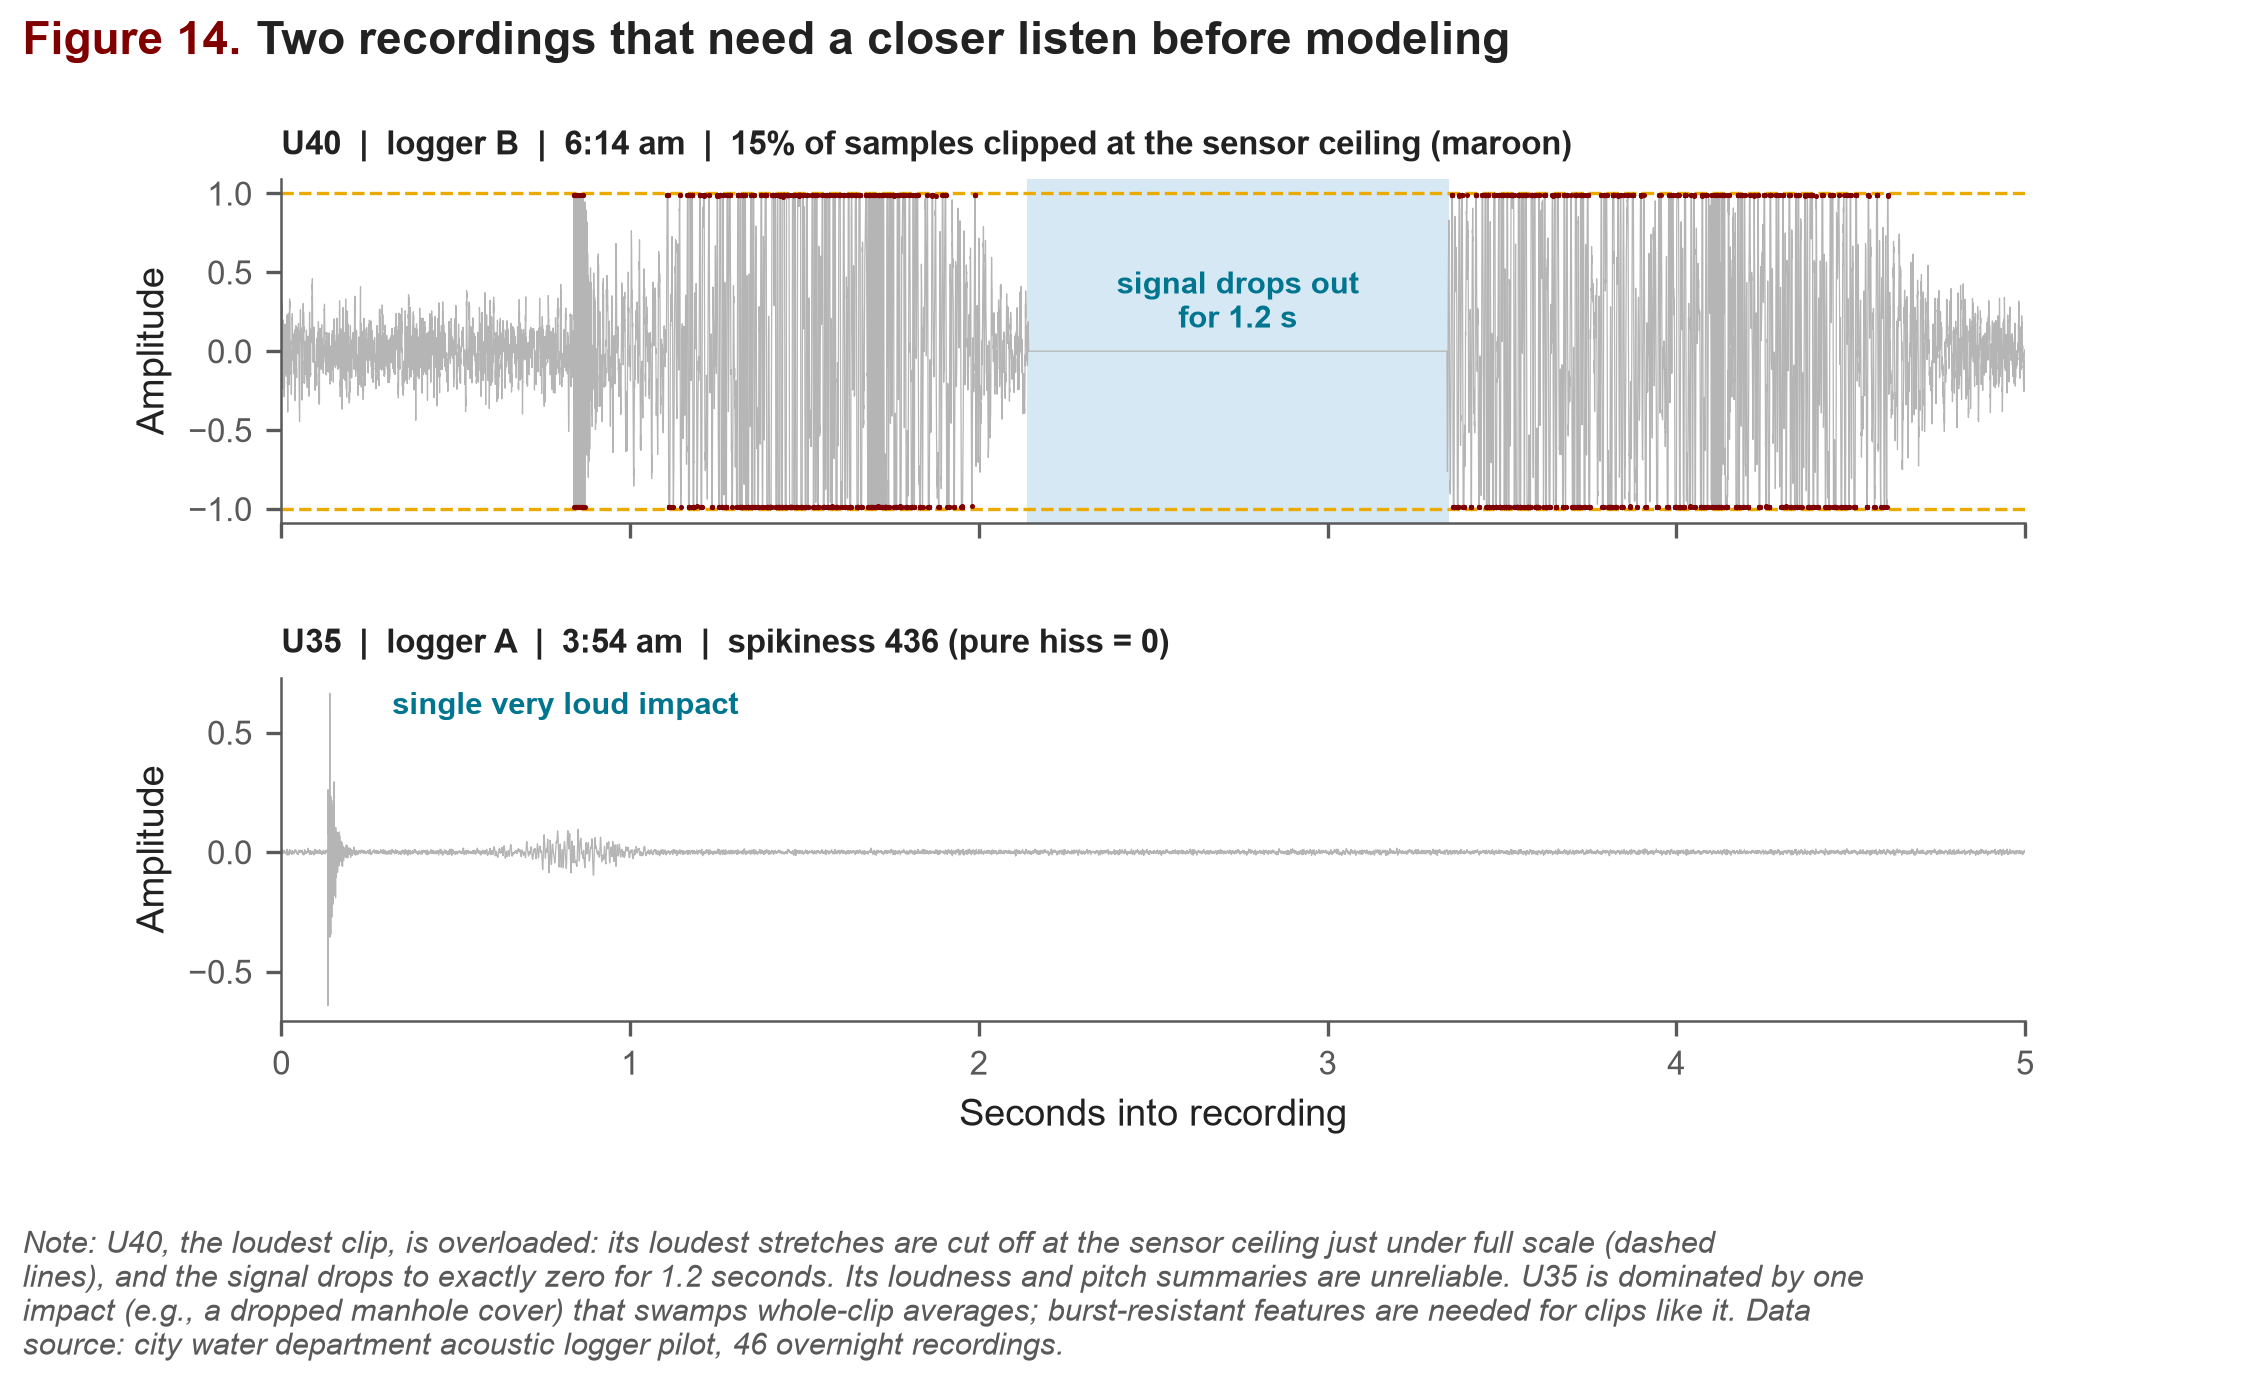 Figure 14. Two recordings that need a closer listen before modeling
U40 | logger B | 6:14 am | 15% of samples clipped at the sensor ceiling (maroon)
1.0
0.5
0.0
−0.5
−1.0
Amplitude
signal drops out
for 1.2 s
U35 | logger A | 3:54 am | spikiness 436 (pure hiss = 0)
single very loud impact
0.5
0.0
−0.5
Amplitude
0 1 2 3 4 5
Seconds into recording
Note: U40, the loudest clip, is overloaded: its loudest stretches are cut off at the sensor ceiling just under full scale (dashed
lines), and the signal drops to exactly zero for 1.2 seconds. Its loudness and pitch summaries are unreliable. U35 is dominated by one
impact (e.g., a dropped manhole cover) that swamps whole-clip averages; burst-resistant features are needed for clips like it. Data
source: city water department acoustic logger pilot, 46 overnight recordings.